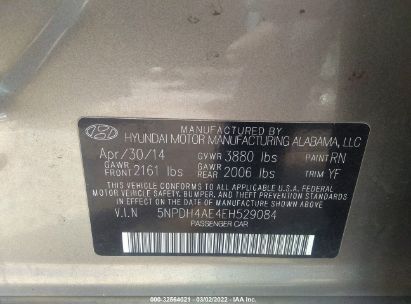 MANUFACTURED BY
HYUNDAI MOTOR MANUFACTURING ALABAMA, LLC
Apr/30/14 GVWR 3880 lbs PAINT RN
GAWR FRONT 2161 lbs GAWR REAR 2006 lbs TRIM YF
THIS VEHICLE CONFORMS TO ALL APPLICABLE U.S.A. FEDERAL
MOTOR VEHICLE SAFETY, BUMPER, AND THEFT PREVENTION
STANDARDS IN EFFECT ON THE DATE OF MANUFACTURE SHOWN ABOVE.
V.I.N 5NPDH4AE4EH529084
PASSENGER CAR
IAA 000-32564021 03/02/2022